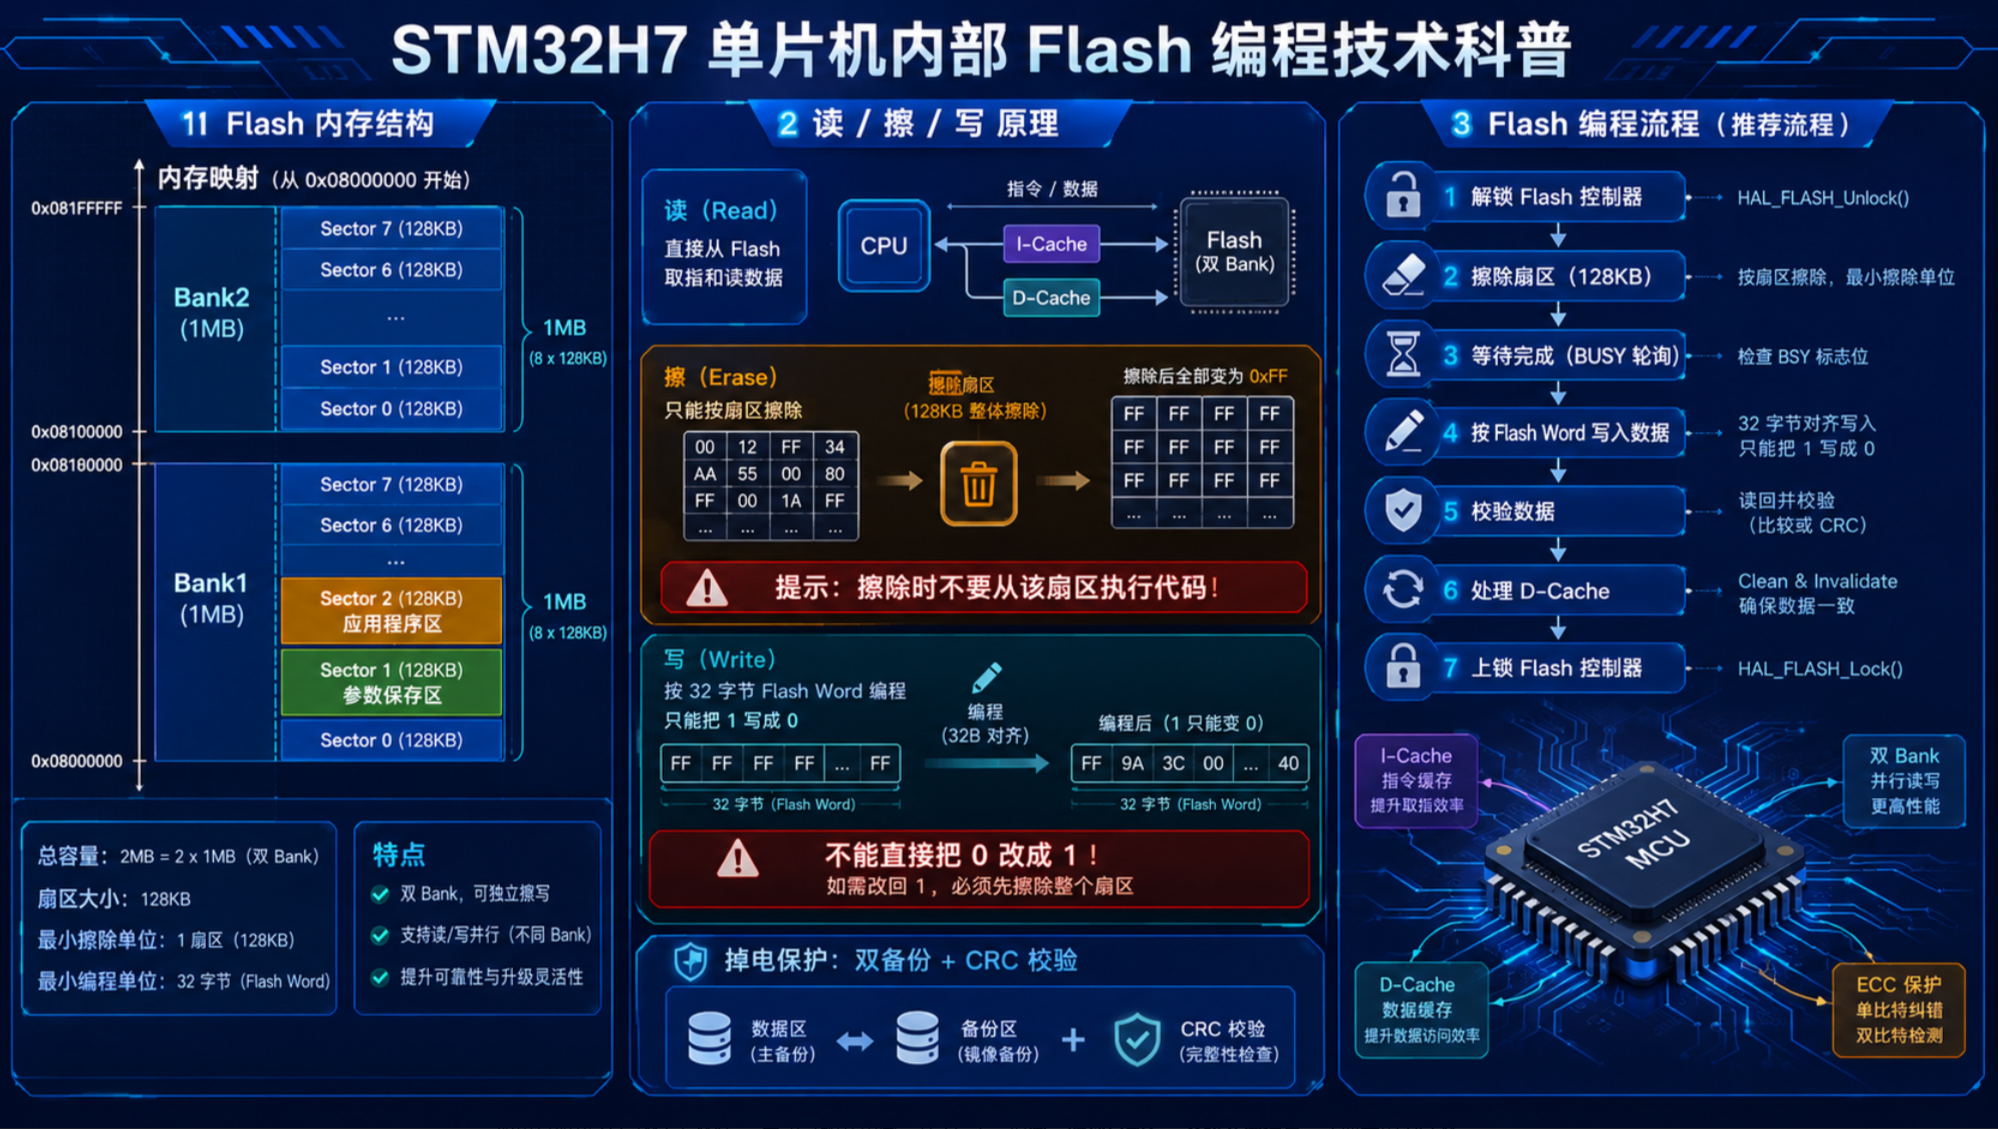 STM32H7 单片机内部 Flash 编程技术科普
11 Flash 内存结构
内存映射（从 0x08000000 开始）
0x081FFFFF
Bank2
(1MB)
Sector 7 (128KB)
Sector 6 (128KB)
...
Sector 1 (128KB)
Sector 0 (128KB)
1MB
(8 x 128KB)
0x08100000
0x08180000
Bank1
(1MB)
Sector 7 (128KB)
Sector 6 (128KB)
...
Sector 2 (128KB)
应用程序区
Sector 1 (128KB)
参数保存区
Sector 0 (128KB)
1MB
(8 x 128KB)
0x08000000
总容量：2MB = 2 x 1MB（双 Bank）
扇区大小：128KB
最小擦除单位：1 扇区（128KB）
最小编程单位：32 字节（Flash Word）
特点
双 Bank，可独立擦写
支持读/写并行（不同 Bank）
提升可靠性与升级灵活性
2 读 / 擦 / 写 原理
读（Read）
直接从 Flash
取指和读数据
CPU
指令 / 数据
I-Cache
D-Cache
Flash
(双 Bank)
擦（Erase）
只能按扇区擦除
00 12 FF 34
AA 55 00 80
FF 00 1A FF
... ... ... ...
擦除扇区
（128KB 整体擦除）
擦除后全部变为 0xFF
FF FF FF FF
FF FF FF FF
FF FF FF FF
... ... ... ...
提示：擦除时不要从该扇区执行代码！
写（Write）
按 32 字节 Flash Word 编程
只能把 1 写成 0
FF FF FF FF ... FF
32 字节（Flash Word）
编程
（32B 对齐）
编程后（1 只能变 0）
FF 9A 3C 00 ... 40
32 字节（Flash Word）
不能直接把 0 改成 1！
如需改回 1，必须先擦除整个扇区
掉电保护：双备份 + CRC 校验
数据区
（主备份）
备份区
（镜像备份）
+
CRC 校验
（完整性检查）
3 Flash 编程流程（推荐流程）
1 解锁 Flash 控制器
HAL_FLASH_Unlock()
2 擦除扇区（128KB）
按扇区擦除，最小擦除单位
3 等待完成（BUSY 轮询）
检查 BSY 标志位
4 按 Flash Word 写入数据
32 字节对齐写入
只能把 1 写成 0
5 校验数据
读回并校验
（比较或 CRC）
6 处理 D-Cache
Clean & Invalidate
确保数据一致
7 上锁 Flash 控制器
HAL_FLASH_Lock()
I-Cache
指令缓存
提升取指效率
双 Bank
并行读写
更高性能
STM32H7
MCU
D-Cache
数据缓存
提升数据访问效率
ECC 保护
单比特纠错
双比特检测